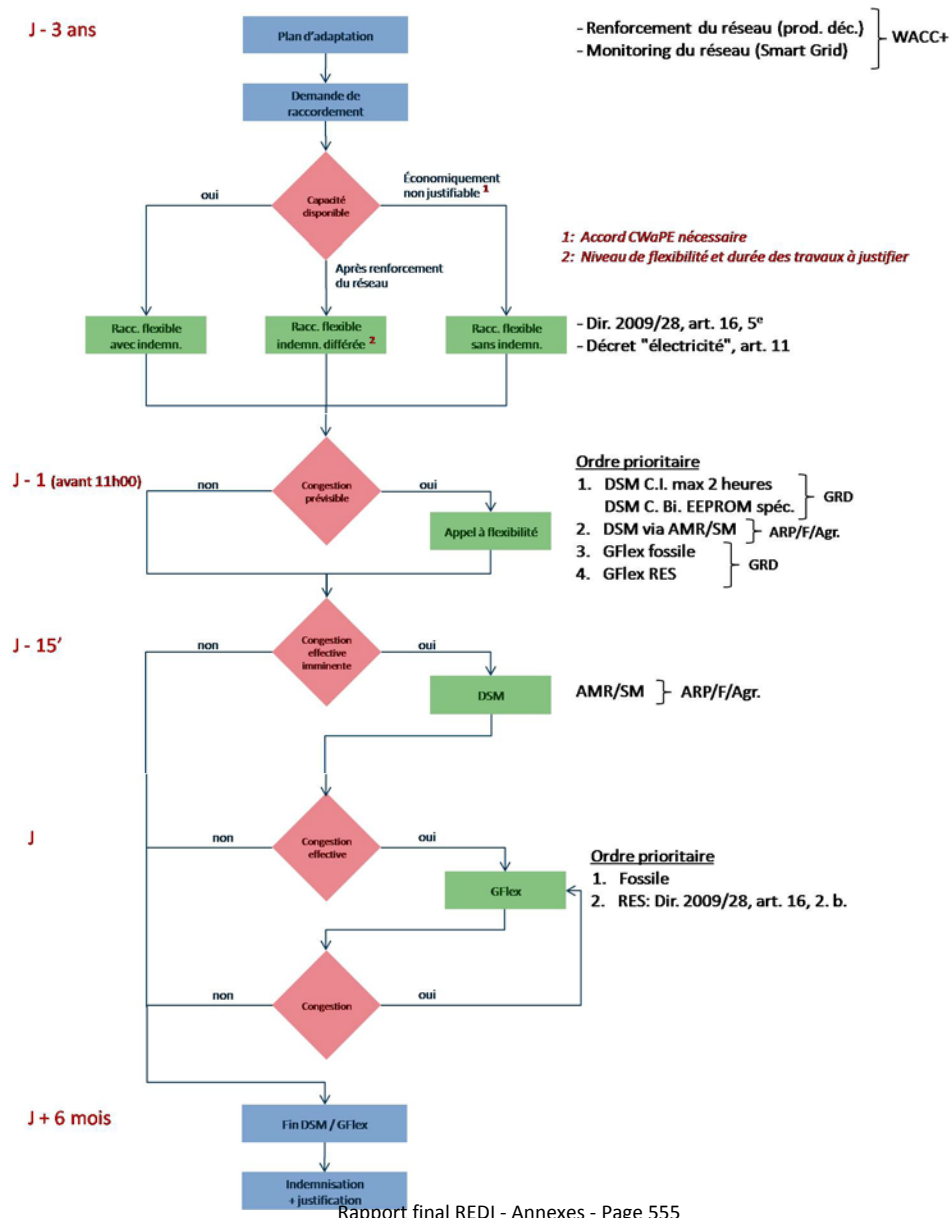 J - 3 ans
Plan d'adaptation
- Renforcement du réseau (prod. déc.)
- Monitoring du réseau (Smart Grid)
WACC+
Demande de
raccordement
Capacité
disponible
oui
Économiquement
non justifiable 1
Après renforcement
du réseau
1: Accord CWaPE nécessaire
2: Niveau de flexibilité et durée des travaux à justifier
Racc. flexible
avec indemn.
Racc. flexible
indemn. différée 2
Racc. flexible
sans indemn.
- Dir. 2009/28, art. 16, 5e
- Décret "électricité", art. 11
J - 1 (avant 11h00)
Congestion
prévisible
non
oui
Appel à flexibilité
Ordre prioritaire
1. DSM C.I. max 2 heures
DSM C. Bi. EEPROM spéc.
GRD
2. DSM via AMR/SM
ARP/F/Agr.
3. GFlex fossile
4. GFlex RES
GRD
J - 15'
Congestion
effective
imminente
non
oui
DSM
AMR/SM
ARP/F/Agr.
J
Congestion
effective
non
oui
GFlex
Ordre prioritaire
1. Fossile
2. RES: Dir. 2009/28, art. 16, 2. b.
Congestion
non
oui
J + 6 mois
Fin DSM / GFlex
Indemnisation
+ justification
Rapport final REDI - Annexes - Page 555